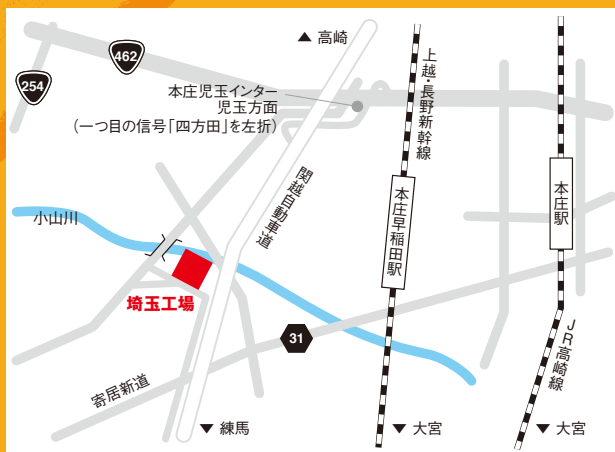 462
▲ 高崎
254
本庄児玉インター
児玉方面
(一つ目の信号「四方田」を左折)
上越・長野新幹線
関越自動車道
本庄早稲田駅
本庄駅
小山川
埼玉工場
31
JR高崎線
寄居新道
▼ 練馬
▼ 大宮
▼ 大宮